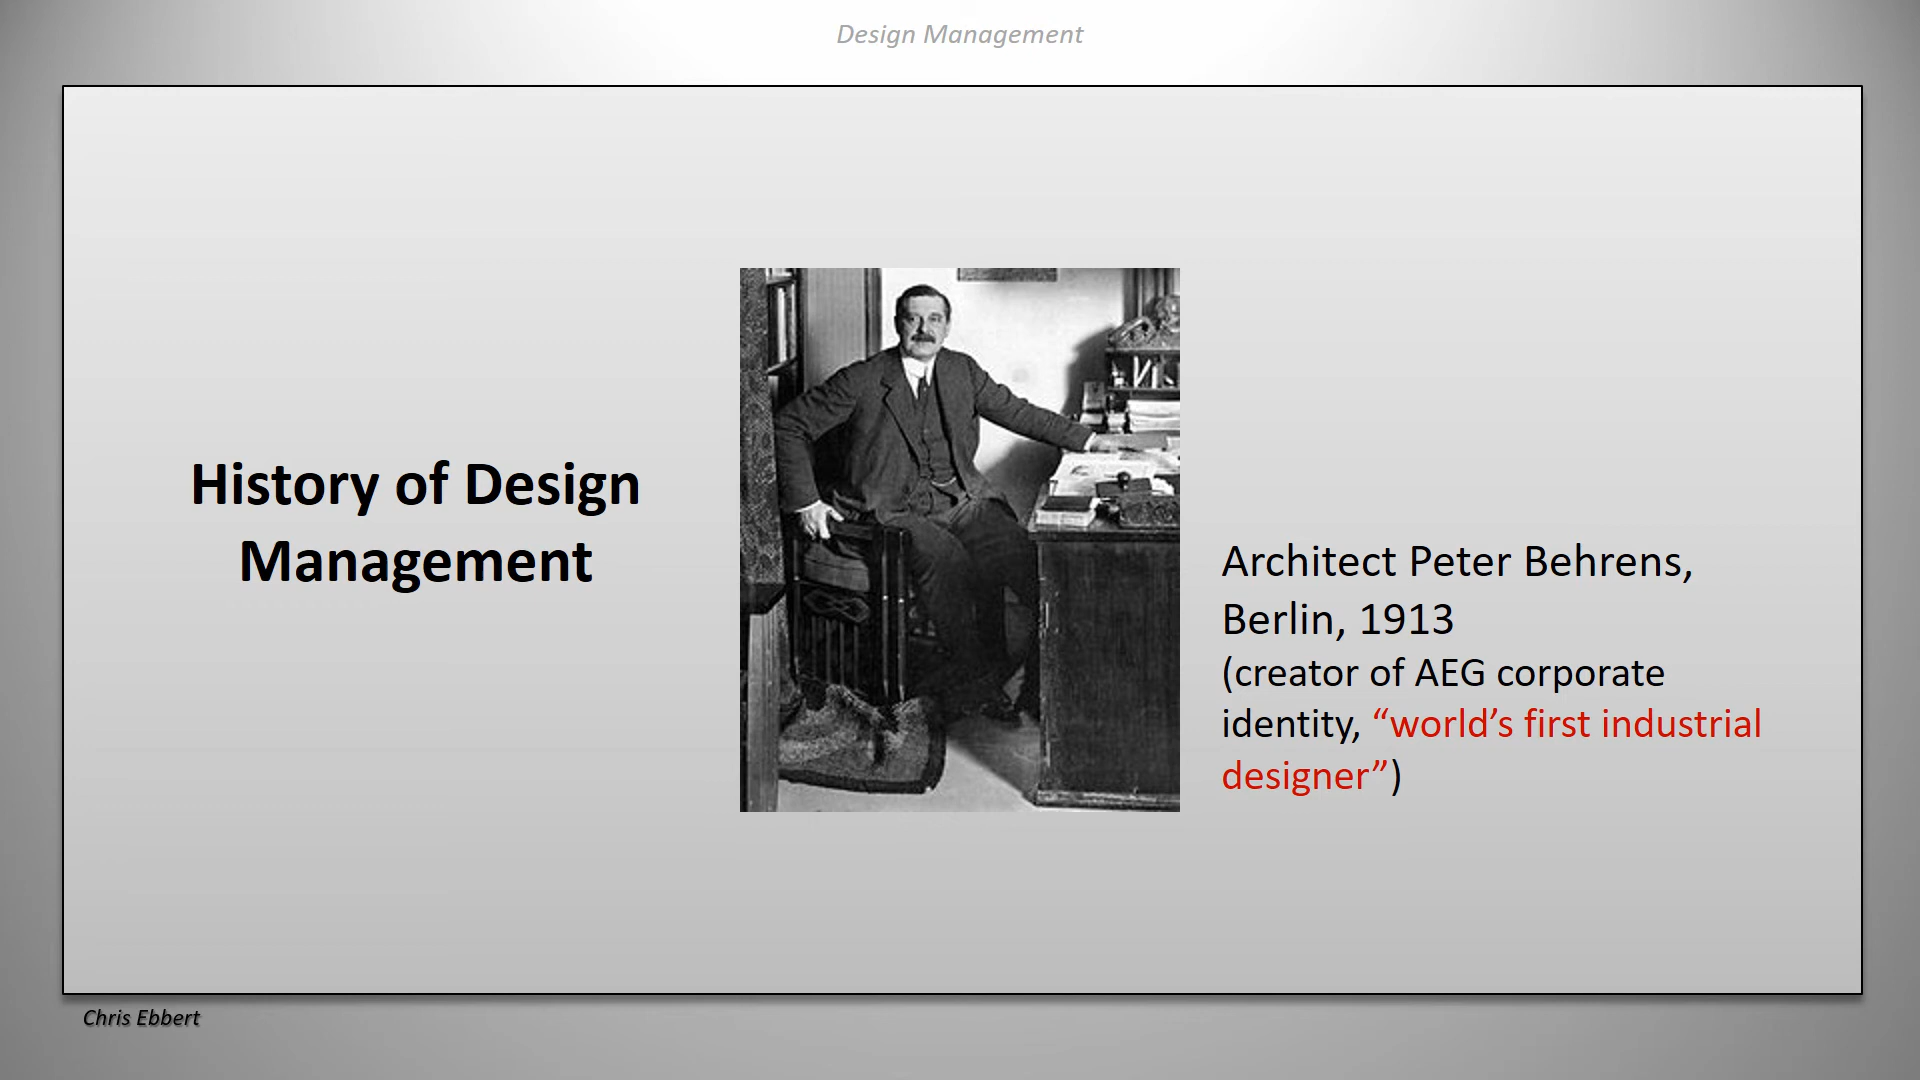 Design Management
History of Design
Management
Architect Peter Behrens,
Berlin, 1913
(creator of AEG corporate
identity, “world’s first industrial
designer”)
Chris Ebbert